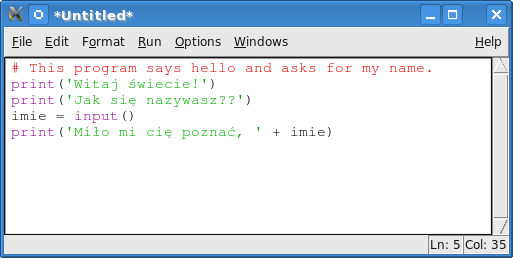 *Untitled*
File Edit Format Run Options Windows Help
# This program says hello and asks for my name.
print('Witaj świecie!')
print('Jak się nazywasz??')
imie = input()
print('Miło mi cię poznać, ' + imie)
Ln: 5 Col: 35